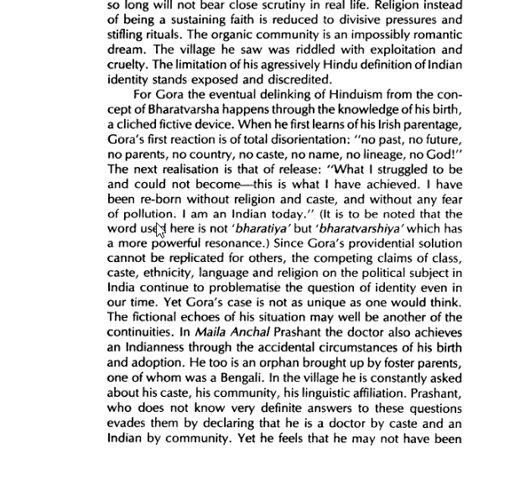 so long will not bear close scrutiny in real life. Religion instead
of being a sustaining faith is reduced to divisive pressures and
stifling rituals. The organic community is an impossibly romantic
dream. The village he saw was riddled with exploitation and
cruelty. The limitation of his agressively Hindu definition of Indian
identity stands exposed and discredited.
For Gora the eventual delinking of Hinduism from the con-
cept of Bharatvarsha happens through the knowledge of his birth,
a cliched fictive device. When he first learns of his Irish parentage,
Gora's first reaction is of total disorientation: "no past, no future,
no parents, no country, no caste, no name, no lineage, no God!"
The next realisation is that of release: "What I struggled to be
and could not become—this is what I have achieved. I have
been re-born without religion and caste, and without any fear
of pollution. I am an Indian today." (It is to be noted that the
word used here is not 'bharatiya' but 'bharatvarshiya' which has
a more powerful resonance.) Since Gora's providential solution
cannot be replicated for others, the competing claims of class,
caste, ethnicity, language and religion on the political subject in
India continue to problematise the question of identity even in
our time. Yet Gora's case is not as unique as one would think.
The fictional echoes of his situation may well be another of the
continuities. In Maila Anchal Prashant the doctor also achieves
an Indianness through the accidental circumstances of his birth
and adoption. He too is an orphan brought up by foster parents,
one of whom was a Bengali. In the village he is constantly asked
about his caste, his community, his linguistic affiliation. Prashant,
who does not know very definite answers to these questions
evades them by declaring that he is a doctor by caste and an
Indian by community. Yet he feels that he may not have been